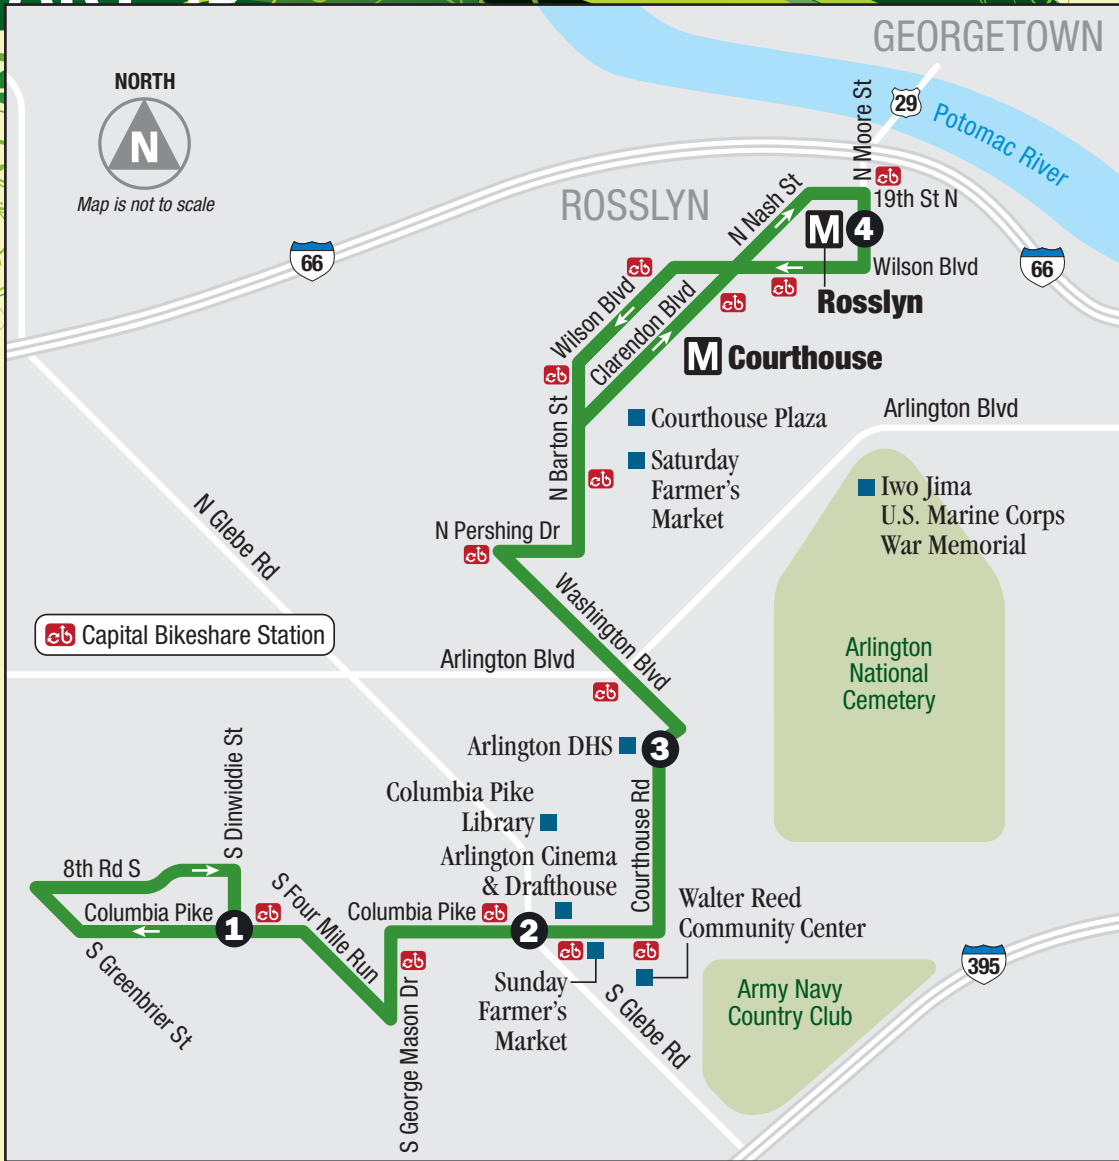 GEORGETOWN
NORTH
N
Map is not to scale
29
N Moore St
Potomac River
ROSSLYN
N Nash St
19th St N
M
4
66
Wilson Blvd
66
Rosslyn
Wilson Blvd
Clarendon Blvd
M Courthouse
N Barton St
Courthouse Plaza
Arlington Blvd
Saturday
Farmer's
Market
Iwo Jima
U.S. Marine Corps
War Memorial
N Glebe Rd
N Pershing Dr
Washington Blvd
Capital Bikeshare Station
Arlington Blvd
Arlington
National
Cemetery
Arlington DHS
3
S Dinwiddie St
Columbia Pike
Library
Courthouse Rd
Arlington Cinema
& Drafthouse
8th Rd S
S Four Mile Run
Columbia Pike
1
Columbia Pike
2
Walter Reed
Community Center
S Greenbrier St
S George Mason Dr
Sunday
Farmer's
Market
S Glebe Rd
Army Navy
Country Club
395